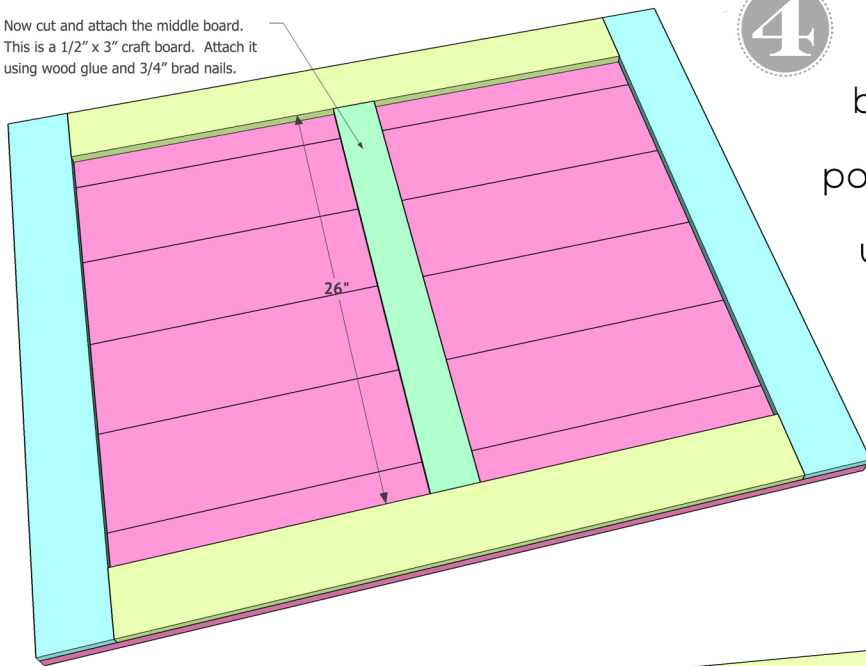 Now cut and attach the middle board.
This is a 1/2” x 3” craft board.  Attach it
using wood glue and 3/4” brad nails.
4
b
po
u
26"